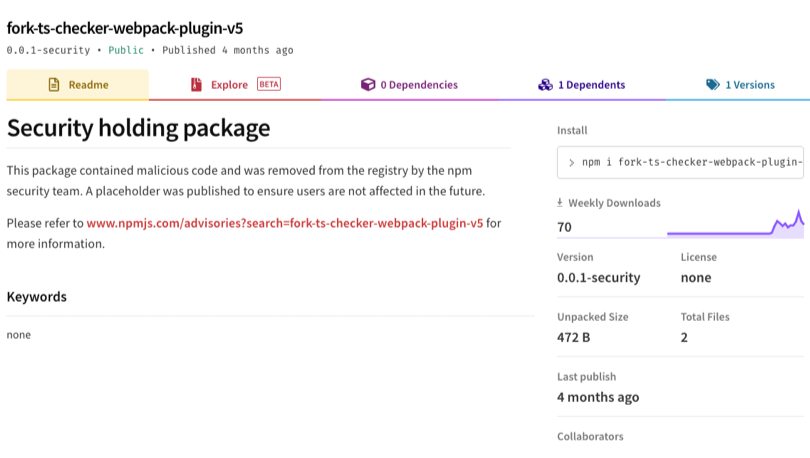 fork-ts-checker-webpack-plugin-v5
0.0.1-security • Public • Published 4 months ago
Readme
Explore BETA
0 Dependencies
1 Dependents
1 Versions
Security holding package
This package contained malicious code and was removed from the registry by the npm
security team. A placeholder was published to ensure users are not affected in the future.
Please refer to www.npmjs.com/advisories?search=fork-ts-checker-webpack-plugin-v5 for
more information.
Keywords
none
Install
> npm i fork-ts-checker-webpack-plugin-
Weekly Downloads
70
Version
License
0.0.1-security
none
Unpacked Size
Total Files
472 B
2
Last publish
4 months ago
Collaborators